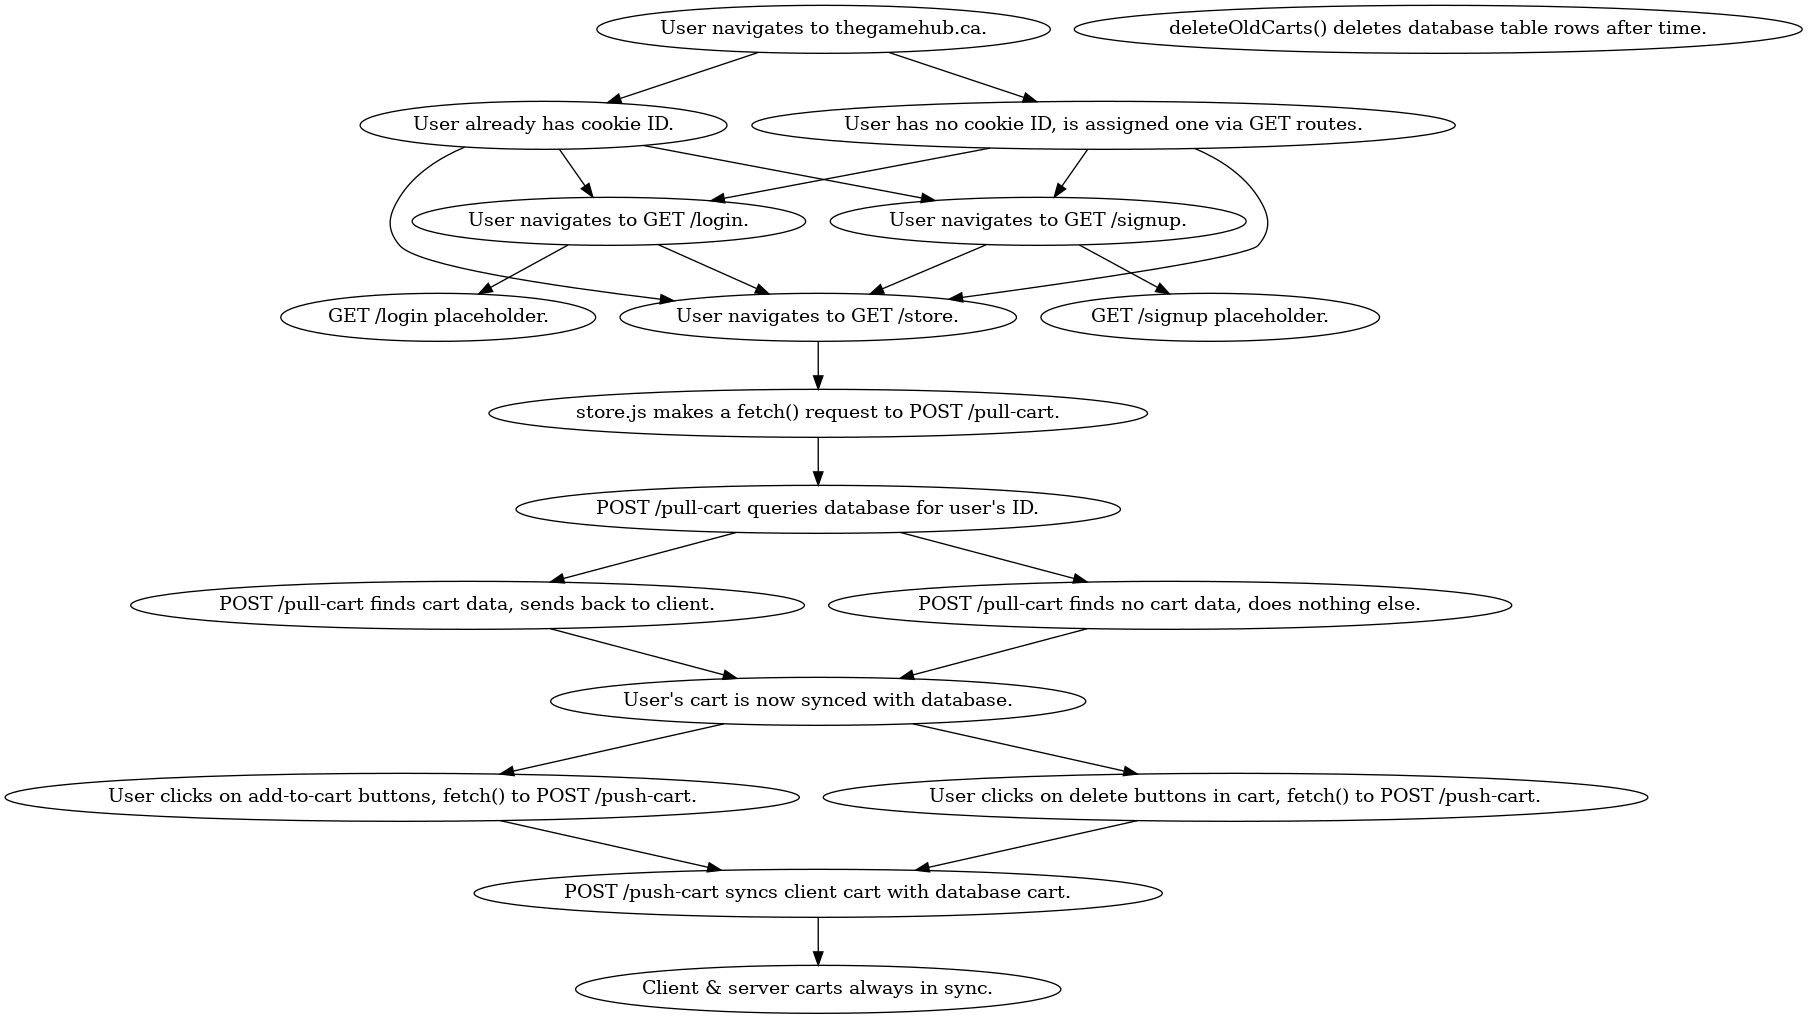 User navigates to thegamehub.ca.
deleteOldCarts() deletes database table rows after time.
User already has cookie ID.
User has no cookie ID, is assigned one via GET routes.
User navigates to GET /login.
User navigates to GET /signup.
GET /login placeholder.
User navigates to GET /store.
GET /signup placeholder.
store.js makes a fetch() request to POST /pull-cart.
POST /pull-cart queries database for user's ID.
POST /pull-cart finds cart data, sends back to client.
POST /pull-cart finds no cart data, does nothing else.
User's cart is now synced with database.
User clicks on add-to-cart buttons, fetch() to POST /push-cart.
User clicks on delete buttons in cart, fetch() to POST /push-cart.
POST /push-cart syncs client cart with database cart.
Client & server carts always in sync.